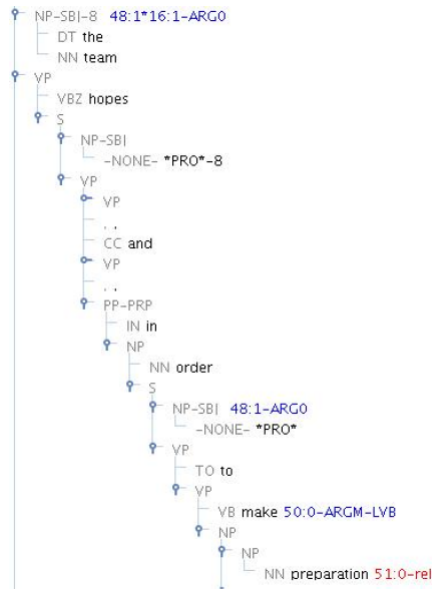 NP-SBJ-8 48:1*16:1-ARG0
DT the
NN team
VP
VBZ hopes
S
NP-SBJ
-NONE- *PRO*-8
VP
VP
, ,
CC and
VP
, ,
PP-PRP
IN in
NP
NN order
S
NP-SBJ 48:1-ARG0
-NONE- *PRO*
VP
TO to
VP
VB make 50:0-ARGM-LVB
NP
NP
NN preparation 51:0-rel